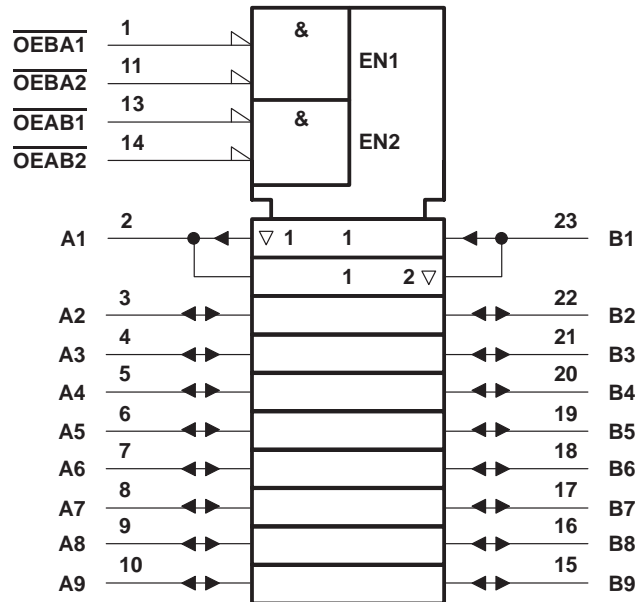 OEBA1 1 &
EN1
OEBA2 11
OEAB1 13 &
EN2
OEAB2 14
A1 2 ▽ 1 1 23 B1
1 2 ▽
A2 3 22 B2
A3 4 21 B3
A4 5 20 B4
A5 6 19 B5
A6 7 18 B6
A7 8 17 B7
A8 9 16 B8
A9 10 15 B9